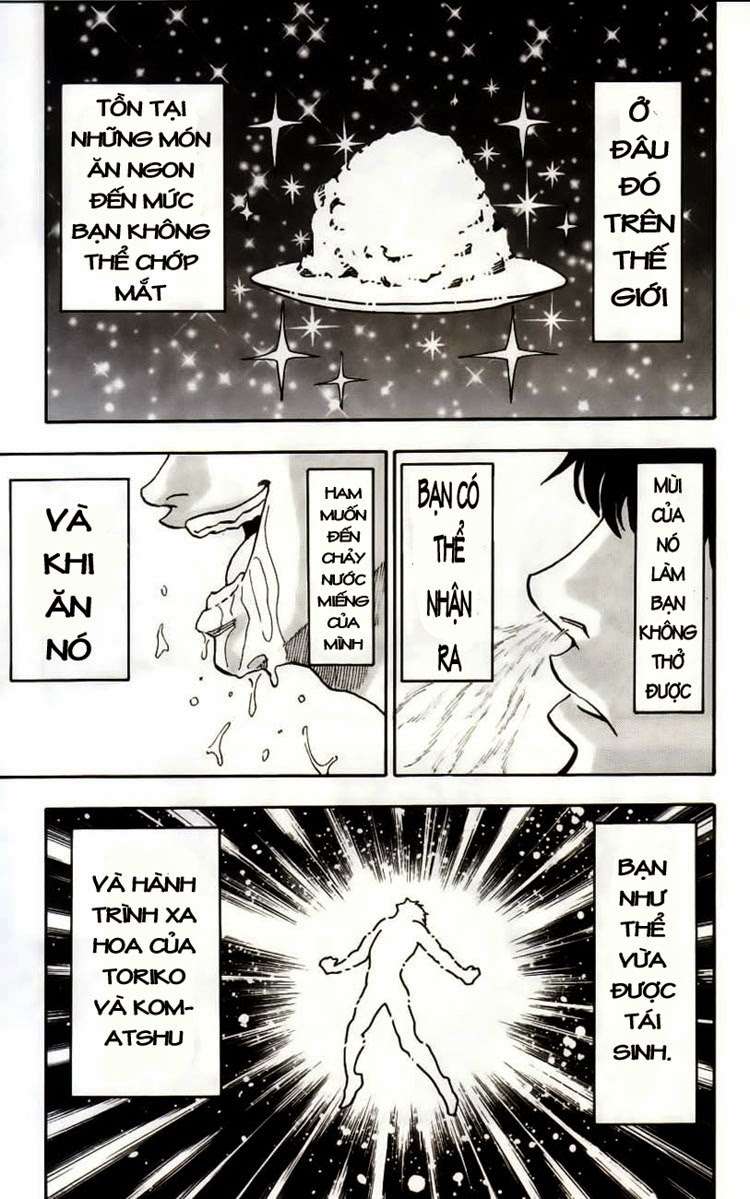 Ở
ĐÂU
ĐÓ
TRÊN
THẾ
GIỚI
TỒN TẠI
NHỮNG MÓN
ĂN NGON
ĐẾN MỨC
BẠN KHÔNG
THỂ CHỚP
MẮT
MÙI CỦA
NÓ LÀM
BẠN
KHÔNG
THỞ
ĐƯỢC
BẠN CÓ
THỂ
NHẬN
RA
HAM
MUỐN
ĐẾN
CHẢY
NƯỚC
MIẾNG
CỦA
MÌNH
VÀ
KHI
ĂN
NÓ
BẠN
NHƯ
THỂ
VỪA
ĐƯỢC
TÁI
SINH.
VÀ HÀNH
TRÌNH XA
HOA CỦA
TORIKO
VÀ KOM-
ATSHU